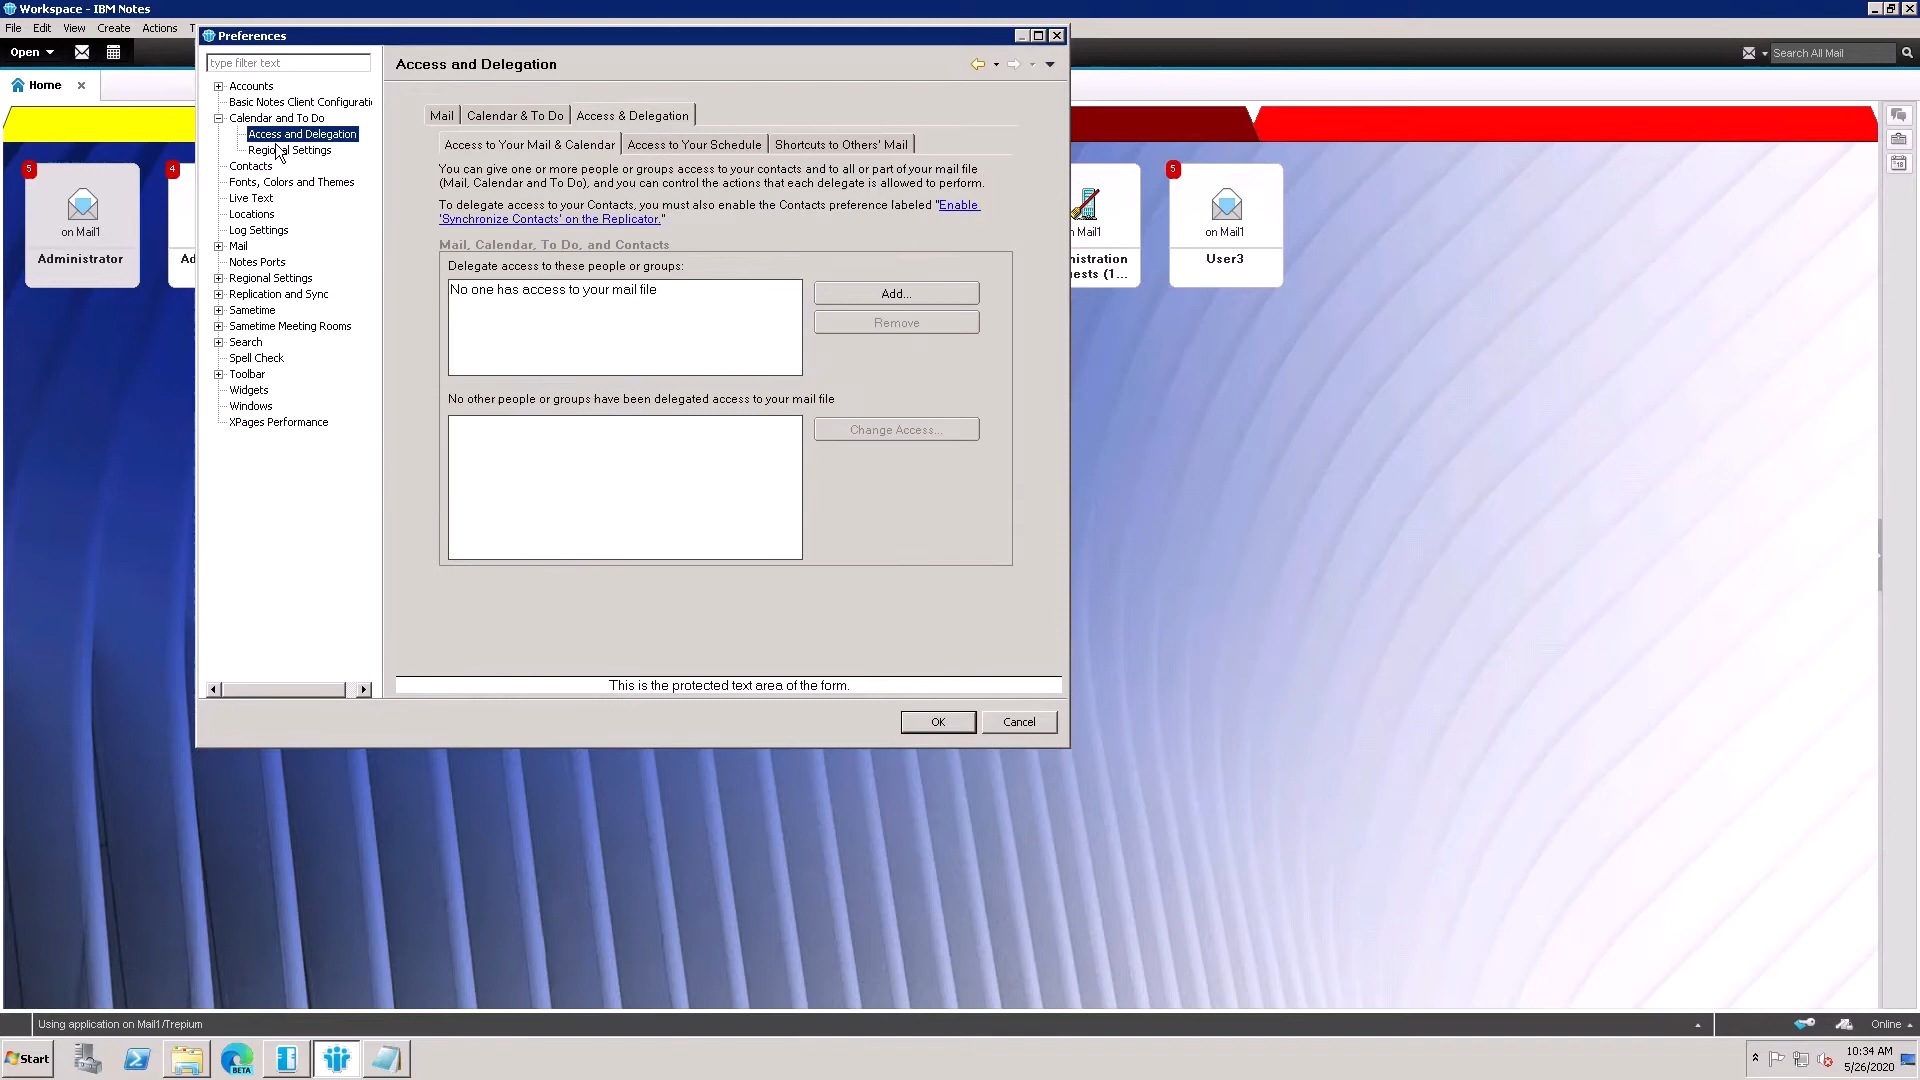 Workspace - IBM Notes
File Edit View Create Actions
Preferences
Open
Search All Mail
Home
type filter text
Access and Delegation
Accounts
Basic Notes Client Configurati
Calendar and To Do
Access and Delegation
Regional Settings
Contacts
Fonts, Colors and Themes
Live Text
Locations
Log Settings
Mail
Notes Ports
Regional Settings
Replication and Sync
Sametime
Sametime Meeting Rooms
Search
Spell Check
Toolbar
Widgets
Windows
XPages Performance
Mail Calendar & To Do Access & Delegation
Access to Your Mail & Calendar Access to Your Schedule Shortcuts to Others' Mail
You can give one or more people or groups access to your contacts and to all or part of your mail file
(Mail, Calendar and To Do), and you can control the actions that each delegate is allowed to perform.
To delegate access to your Contacts, you must also enable the Contacts preference labeled "Enable
'Synchronize Contacts' on the Replicator."
Mail, Calendar, To Do, and Contacts
Delegate access to these people or groups:
No one has access to your mail file
Add...
Remove
No other people or groups have been delegated access to your mail file
Change Access...
This is the protected text area of the form.
OK Cancel
5
on Mail1
Administrator
4
Ad
n Mail1
nistration
ests (1...
5
on Mail1
User3
18
Using application on Mail1/Trepium
Online
Start
BETA
10:34 AM
5/26/2020